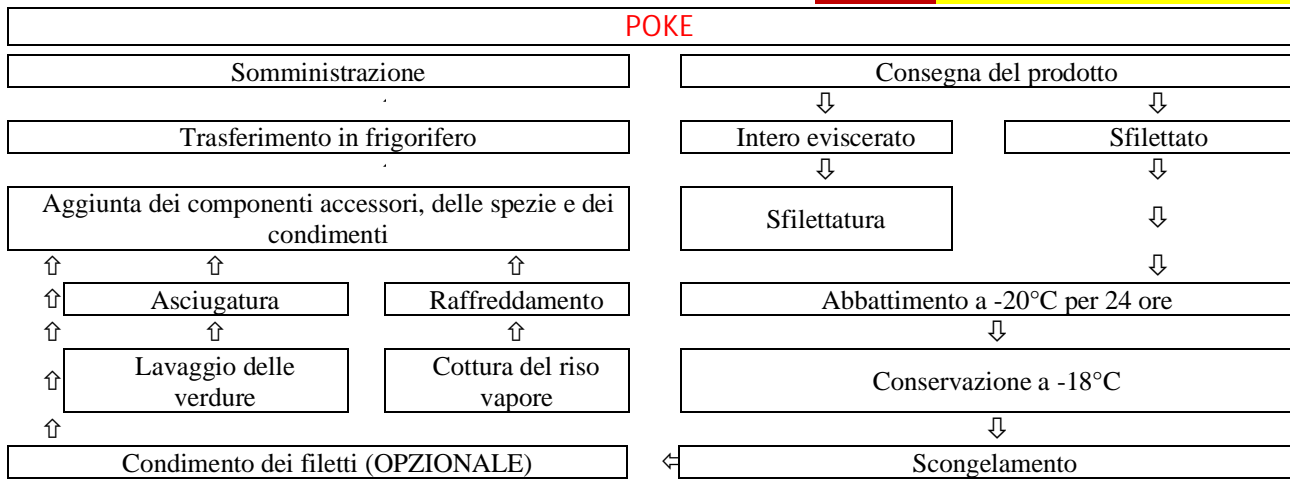 POKE
Somministrazione
Consegna del prodotto
⇩ ⇩
Trasferimento in frigorifero
Intero eviscerato
Sfilettato
⇩ ⇩
Aggiunta dei componenti accessori, delle spezie e dei
condimenti
Sfilettatura
⇩
⇧ ⇧ ⇧
⇩
⇧
Asciugatura
Raffreddamento
Abbattimento a -20°C per 24 ore
⇧ ⇧ ⇧
⇩
⇧
Lavaggio delle
verdure
Cottura del riso
vapore
Conservazione a -18°C
⇧
⇩
Condimento dei filetti (OPZIONALE)
⇦
Scongelamento